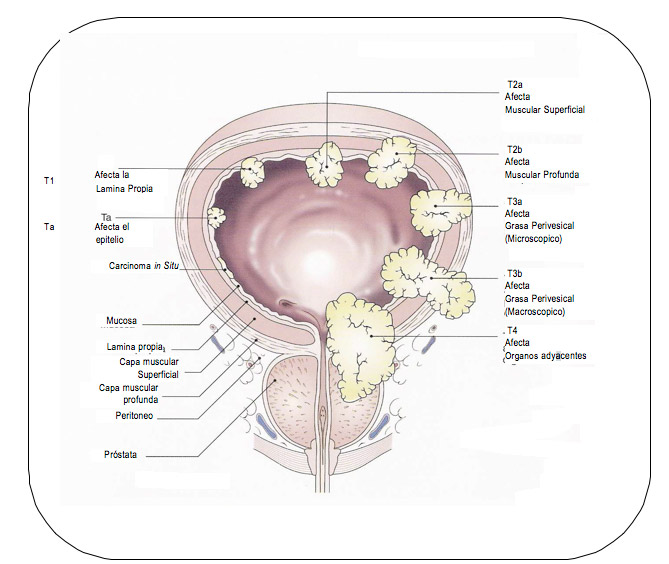 T1
Afecta la
Lamina Propia
Ta
Ta
Afecta el
epitelio
Carcinoma in Situ
Mucosa
Lamina propia
Capa muscular
Superficial
Capa muscular
profunda
Peritoneo
Próstata
T2a
Afecta
Muscular Superficial
T2b
Afecta
Muscular Profunda
T3a
Afecta
Grasa Perivesical
(Microscopico)
T3b
Afecta
Grasa Perivesical
(Macroscopico)
T4
Afecta
Organos adyacentes